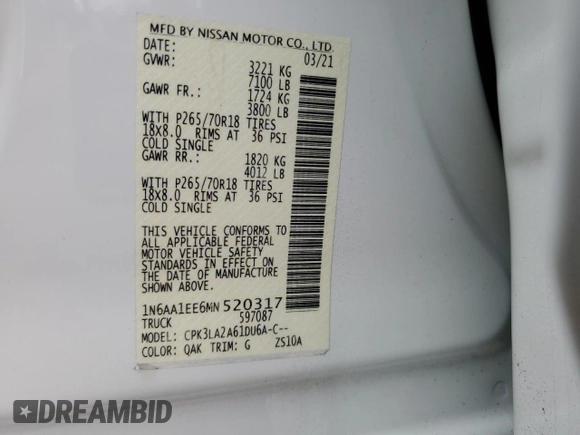 MFD BY NISSAN MOTOR CO., LTD.
DATE: 03/21
GVWR: 3221 KG
7100 LB
GAWR FR.: 1724 KG
3800 LB
WITH P265/70R18 TIRES
18x8.0 RIMS AT 36 PSI
COLD SINGLE
GAWR RR.: 1820 KG
4012 LB
WITH P265/70R18 TIRES
18x8.0 RIMS AT 36 PSI
COLD SINGLE
THIS VEHICLE CONFORMS TO
ALL APPLICABLE FEDERAL
MOTOR VEHICLE SAFETY
STANDARDS IN EFFECT ON
THE DATE OF MANUFACTURE
SHOWN ABOVE.
1N6AA1EE6MN520317
TRUCK 597087
MODEL: CPK3LA2A61DU6A-C--
COLOR: QAK TRIM: G ZS10A
DREAMBID